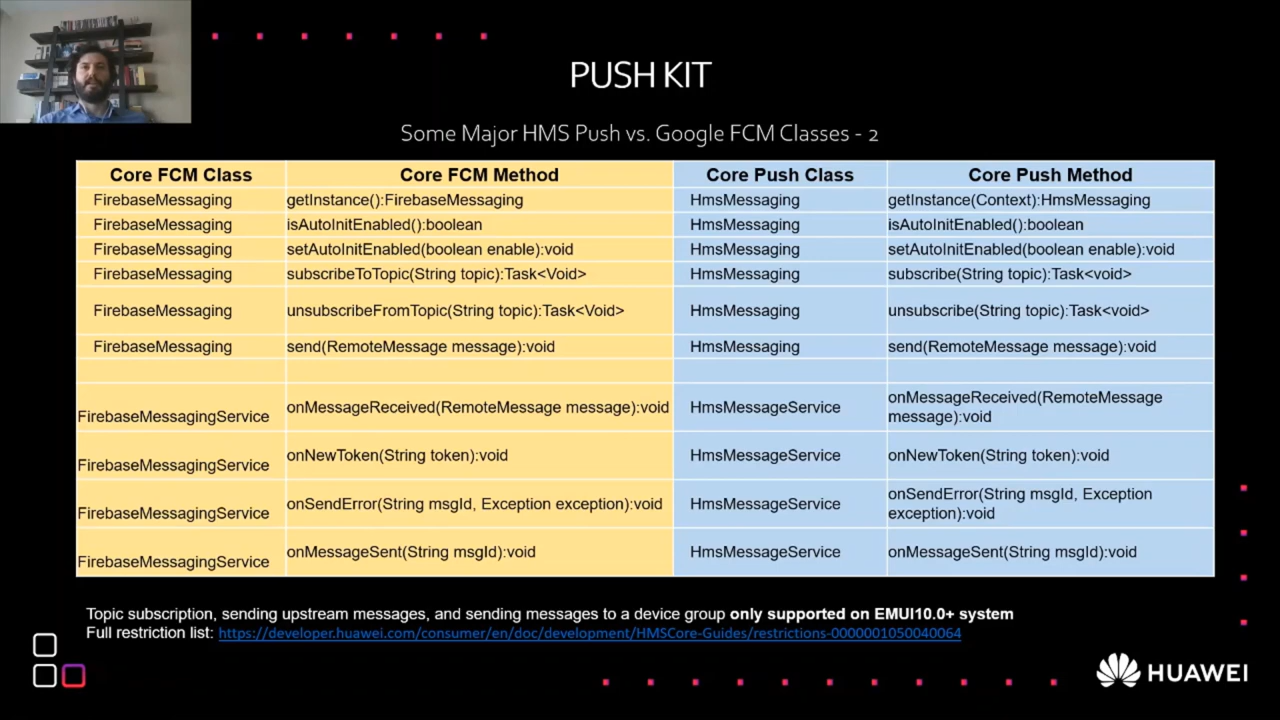 PUSH KIT
Some Major HMS Push vs. Google FCM Classes - 2
Core FCM Class Core FCM Method Core Push Class Core Push Method
FirebaseMessaging getInstance():FirebaseMessaging HmsMessaging getInstance(Context):HmsMessaging
FirebaseMessaging isAutoInitEnabled():boolean HmsMessaging isAutoInitEnabled():boolean
FirebaseMessaging setAutoInitEnabled(boolean enable):void HmsMessaging setAutoInitEnabled(boolean enable):void
FirebaseMessaging subscribeToTopic(String topic):Task<Void> HmsMessaging subscribe(String topic):Task<void>
FirebaseMessaging unsubscribeFromTopic(String topic):Task<Void> HmsMessaging unsubscribe(String topic):Task<void>
FirebaseMessaging send(RemoteMessage message):void HmsMessaging send(RemoteMessage message):void
FirebaseMessagingService onMessageReceived(RemoteMessage message):void HmsMessageService onMessageReceived(RemoteMessage
message):void
FirebaseMessagingService onNewToken(String token):void HmsMessageService onNewToken(String token):void
FirebaseMessagingService onSendError(String msgId, Exception exception):void HmsMessageService onSendError(String msgId, Exception
exception):void
FirebaseMessagingService onMessageSent(String msgId):void HmsMessageService onMessageSent(String msgId):void
Topic subscription, sending upstream messages, and sending messages to a device group only supported on EMUI10.0+ system
Full restriction list: https://developer.huawei.com/consumer/en/doc/development/HMSCore-Guides/restrictions-0000001050040064
HUAWEI